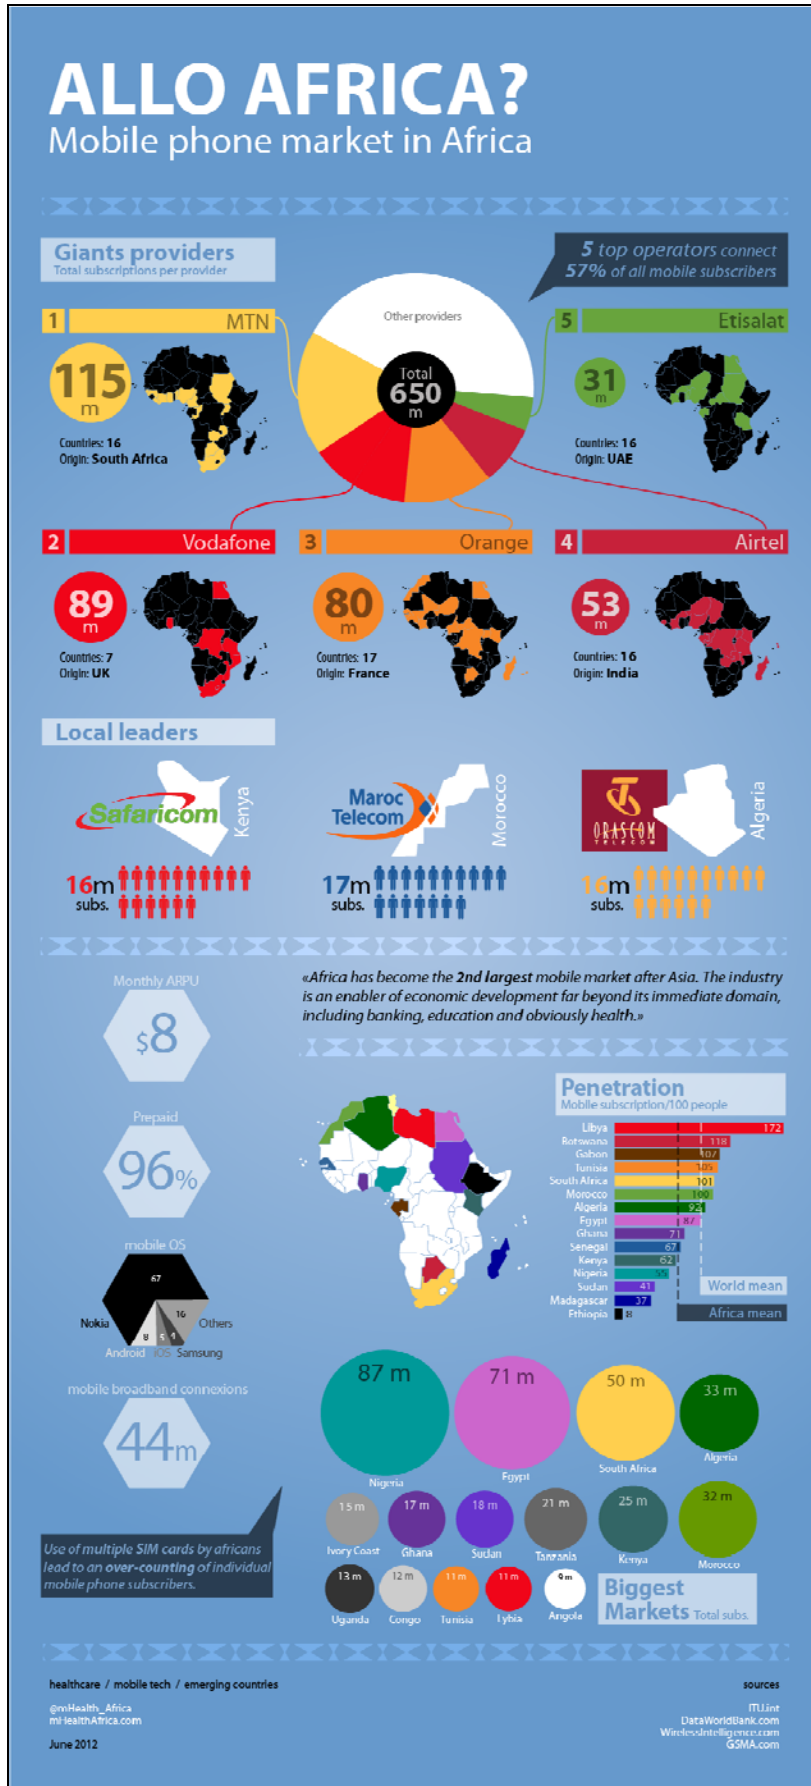 ALLO AFRICA?
Mobile phone market in Africa
Giants providers
Total subscriptions per provider
5 top operators connect
57% of all mobile subscribers
Other providers
Total
650
m
1
MTN
115
m
Countries: 16
Origin: South Africa
5
Etisalat
31
m
Countries: 16
Origin: UAE
2
Vodafone
89
m
Countries: 7
Origin: UK
3
Orange
80
m
Countries: 17
Origin: France
4
Airtel
53
m
Countries: 16
Origin: India
Local leaders
Safaricom
Kenya
16m
subs.
Maroc
Telecom
Morocco
17m
subs.
ORASCOM
TELECOM
Algeria
16m
subs.
«Africa has become the 2nd largest mobile market after Asia. The industry
is an enabler of economic development far beyond its immediate domain,
including banking, education and obviously health.»
Monthly ARPU
$8
Prepaid
96%
mobile OS
67
Nokia
16
Others
8
Android
5
iOS
4
Samsung
mobile broadband connexions
44m
Use of multiple SIM cards by africans
lead to an over-counting of individual
mobile phone subscribers.
Penetration
Mobile subscription/100 people
Libya 172
Botswana 118
Gabon 107
Tunisia 105
South Africa 101
Morocco 100
Algeria 92
Egypt 87
Ghana 71
Senegal 67
Kenya 62
Nigeria 55
Sudan 41
Madagascar 37
Ethiopia 8
World mean
Africa mean
87 m
Nigeria
71 m
Egypt
50 m
South Africa
33 m
Algeria
15 m
Ivory Coast
17 m
Ghana
18 m
Sudan
21 m
Tanzania
25 m
Kenya
32 m
Morocco
13 m
Uganda
12 m
Congo
11 m
Tunisia
11 m
Lybia
9 m
Angola
Biggest
Markets Total subs.
healthcare / mobile tech / emerging countries
@mHealth_Africa
mHealthAfrica.com
June 2012
sources
ITU.int
DataWorldBank.com
WirelessIntelligence.com
GSMA.com